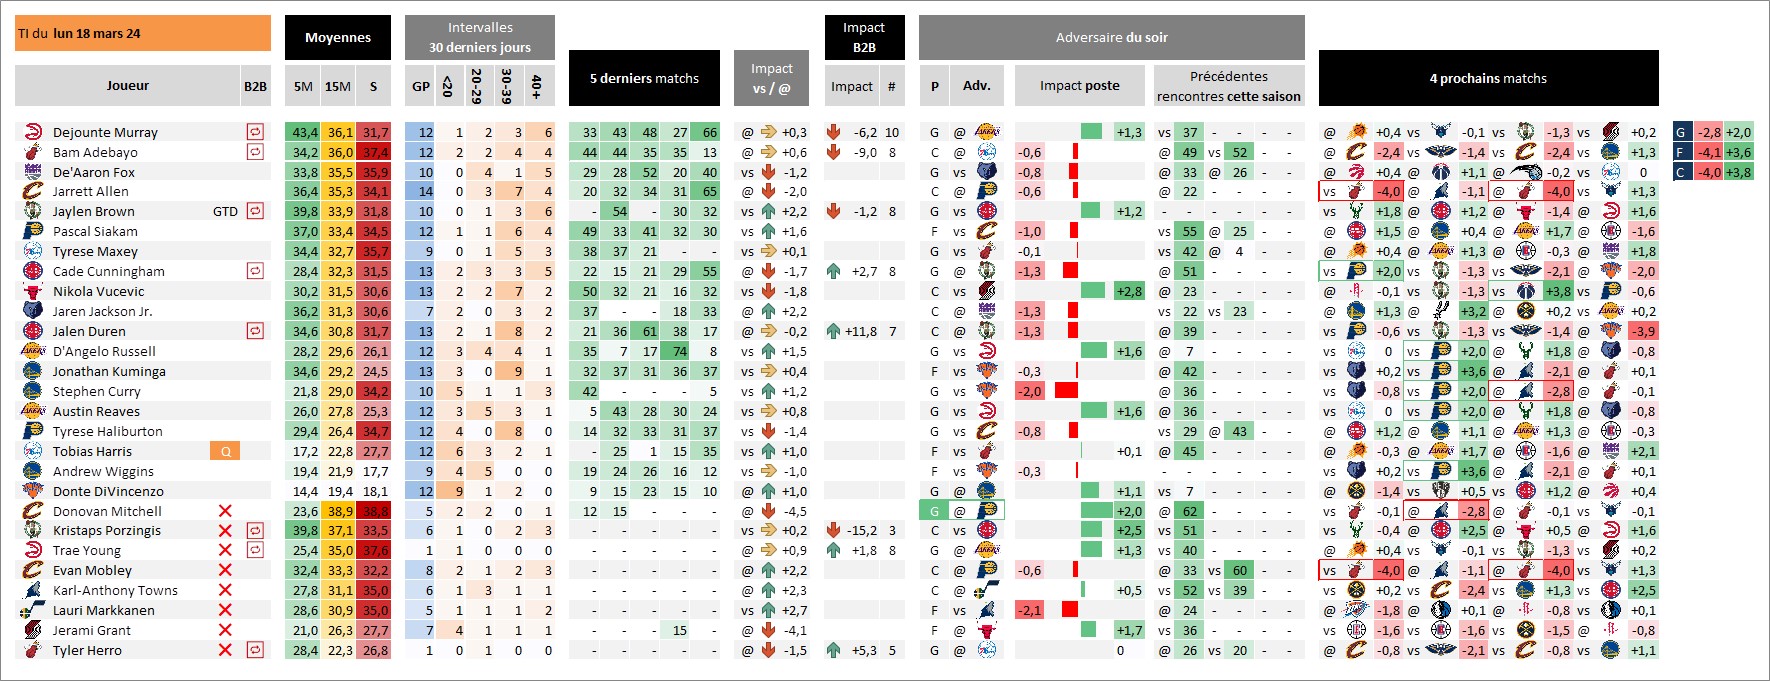 TI du lun 18 mars 24
Moyennes
Intervalles
30 derniers jours
5 derniers matchs
Impact
vs / @
Impact
B2B
Adversaire du soir
4 prochains matchs
Joueur B2B 5M 15M S GP <20 20-29 30-39 40+ Impact # P Adv. Impact poste Précédentes
rencontres cette saison
Dejounte Murray 43,4 36,1 31,7 12 1 2 3 6 33 43 48 27 66 @ +0,3 -6,2 10 G @ +1,3 vs 37 - - - - @ +0,4 vs -0,1 vs -1,3 vs +0,2 G -2,8 +2,0
Bam Adebayo 34,2 36,0 37,4 12 2 2 4 4 44 44 35 35 13 @ +0,6 -9,0 8 C @ -0,6 @ 49 vs 52 - - @ -2,4 vs -1,4 vs -2,4 vs +1,3 F -4,1 +3,6
De'Aaron Fox 33,8 35,5 35,9 10 0 4 1 5 29 28 52 20 40 vs -1,2 G vs -0,8 @ 33 @ 26 - - @ +0,4 @ +1,1 @ -0,2 vs 0 C -4,0 +3,8
Jarrett Allen 36,4 35,3 34,1 14 0 3 7 4 20 32 34 31 65 @ -2,0 C @ -0,6 @ 22 - - - - vs -4,0 @ -1,1 @ -4,0 vs +1,3
Jaylen Brown GTD 39,8 33,9 31,8 10 0 1 3 6 - 54 - 30 32 vs +2,2 -1,2 8 G vs +1,2 - - - - - - vs +1,8 @ +1,2 @ -1,4 @ +1,6
Pascal Siakam 37,0 33,4 34,5 12 1 1 6 4 49 33 41 32 30 vs +1,6 F vs -1,0 vs 55 @ 25 - - @ +1,5 @ +0,4 @ +1,7 @ -1,6
Tyrese Maxey 34,4 32,7 35,7 9 0 1 5 3 38 37 21 - - vs +0,1 G vs -0,1 vs 42 @ 4 - - @ +0,4 @ +1,3 @ -0,3 @ +1,8
Cade Cunningham 28,4 32,3 31,5 13 2 3 3 5 22 15 21 29 55 @ -1,7 +2,7 8 G @ -1,3 @ 51 - - - - vs +2,0 vs -1,3 vs -2,1 @ -2,0
Nikola Vucevic 30,2 31,5 30,6 13 2 2 7 2 50 32 21 16 32 vs -1,8 C vs +2,8 @ 23 - - - - @ -0,1 vs -1,3 vs +3,8 vs -0,6
Jaren Jackson Jr. 36,2 31,3 30,6 7 2 0 3 2 37 - - 18 33 @ +2,2 C @ -1,3 vs 22 vs 23 - - @ +1,3 @ +3,2 @ +0,2 @ +0,2
Jalen Duren 34,6 30,8 31,7 13 2 1 8 2 21 36 61 38 17 @ -0,2 +11,8 7 C @ -1,3 @ 39 - - - - vs -0,6 vs -1,3 vs -1,4 @ -3,9
D'Angelo Russell 28,2 29,6 26,1 12 3 4 4 1 35 7 17 74 8 vs +1,5 G vs +1,6 @ 7 - - - - vs 0 vs +2,0 @ +1,8 @ -0,8
Jonathan Kuminga 34,6 29,2 24,5 13 3 0 9 1 32 37 31 36 37 vs +0,4 F vs -0,3 @ 42 - - - - vs +0,2 vs +3,6 @ -2,1 @ +0,1
Stephen Curry 21,8 29,0 34,2 10 5 1 1 3 42 - - - 5 vs +1,2 G vs -2,0 @ 36 - - - - vs -0,8 vs +2,0 @ -2,8 @ -0,1
Austin Reaves 26,0 27,8 25,3 12 3 5 3 1 5 43 28 30 24 vs +0,8 G vs +1,6 @ 36 - - - - vs 0 vs +2,0 @ +1,8 @ -0,8
Tyrese Haliburton 29,4 26,4 34,7 12 4 0 8 0 14 32 33 31 37 vs -1,4 G vs -0,8 vs 29 @ 43 - - @ +1,2 @ +1,1 @ +1,3 @ -0,3
Tobias Harris Q 17,2 22,8 27,7 12 6 3 2 1 - 25 1 15 35 vs +1,0 F vs +0,1 @ 45 - - - - @ -0,3 @ +1,7 @ -1,6 @ +2,1
Andrew Wiggins 19,4 21,9 17,7 9 4 5 0 0 19 24 26 16 12 vs -1,0 F vs -0,3 - - - - - - vs +0,2 vs +3,6 @ -2,1 @ +0,1
Donte DiVincenzo 14,4 19,4 18,1 12 9 1 2 0 9 15 23 15 10 @ +1,0 G @ +1,1 vs 7 - - - - @ -1,4 vs +0,5 vs +1,2 @ +0,4
Donovan Mitchell 23,6 38,9 38,8 5 2 2 0 1 12 15 - - - @ -4,5 G @ +2,0 @ 62 - - - - vs -0,1 @ -2,8 @ -0,1 vs -0,1
Kristaps Porzingis 39,8 37,1 33,5 6 1 0 2 3 - - - - - vs +0,2 -15,2 3 C vs +2,5 vs 51 - - - - vs -0,4 @ +2,5 @ +0,5 @ +1,6
Trae Young 25,4 35,0 37,6 1 1 0 0 0 - - - - - @ +0,9 +1,8 8 G @ +1,3 vs 40 - - - - @ +0,4 vs -0,1 vs -1,3 vs +0,2
Evan Mobley 32,4 33,3 32,2 8 2 1 2 3 - - - - - @ +2,2 C @ -0,6 @ 33 vs 60 - - vs -4,0 @ -1,1 @ -4,0 vs +1,3
Karl-Anthony Towns 27,8 31,1 35,0 6 1 3 1 1 - - - - - @ +2,3 C @ +0,5 vs 52 vs 39 - - vs +0,2 vs -2,4 vs +1,3 vs +2,5
Lauri Markkanen 28,6 30,9 35,0 5 1 1 1 2 - - - - - vs +2,7 F vs -2,1 @ 24 - - - - @ -1,8 @ +0,1 @ -0,8 vs +0,1
Jerami Grant 21,0 26,3 27,7 7 4 1 1 1 - - - 15 - @ -4,1 F @ +1,7 vs 36 - - - - vs -1,6 vs -1,6 vs -1,5 @ -0,8
Tyler Herro 28,4 22,3 26,8 1 0 1 0 0 - - - - - @ -1,5 +5,3 5 G @ 0 @ 26 vs 20 - - @ -0,8 vs -2,1 vs -0,8 vs +1,1